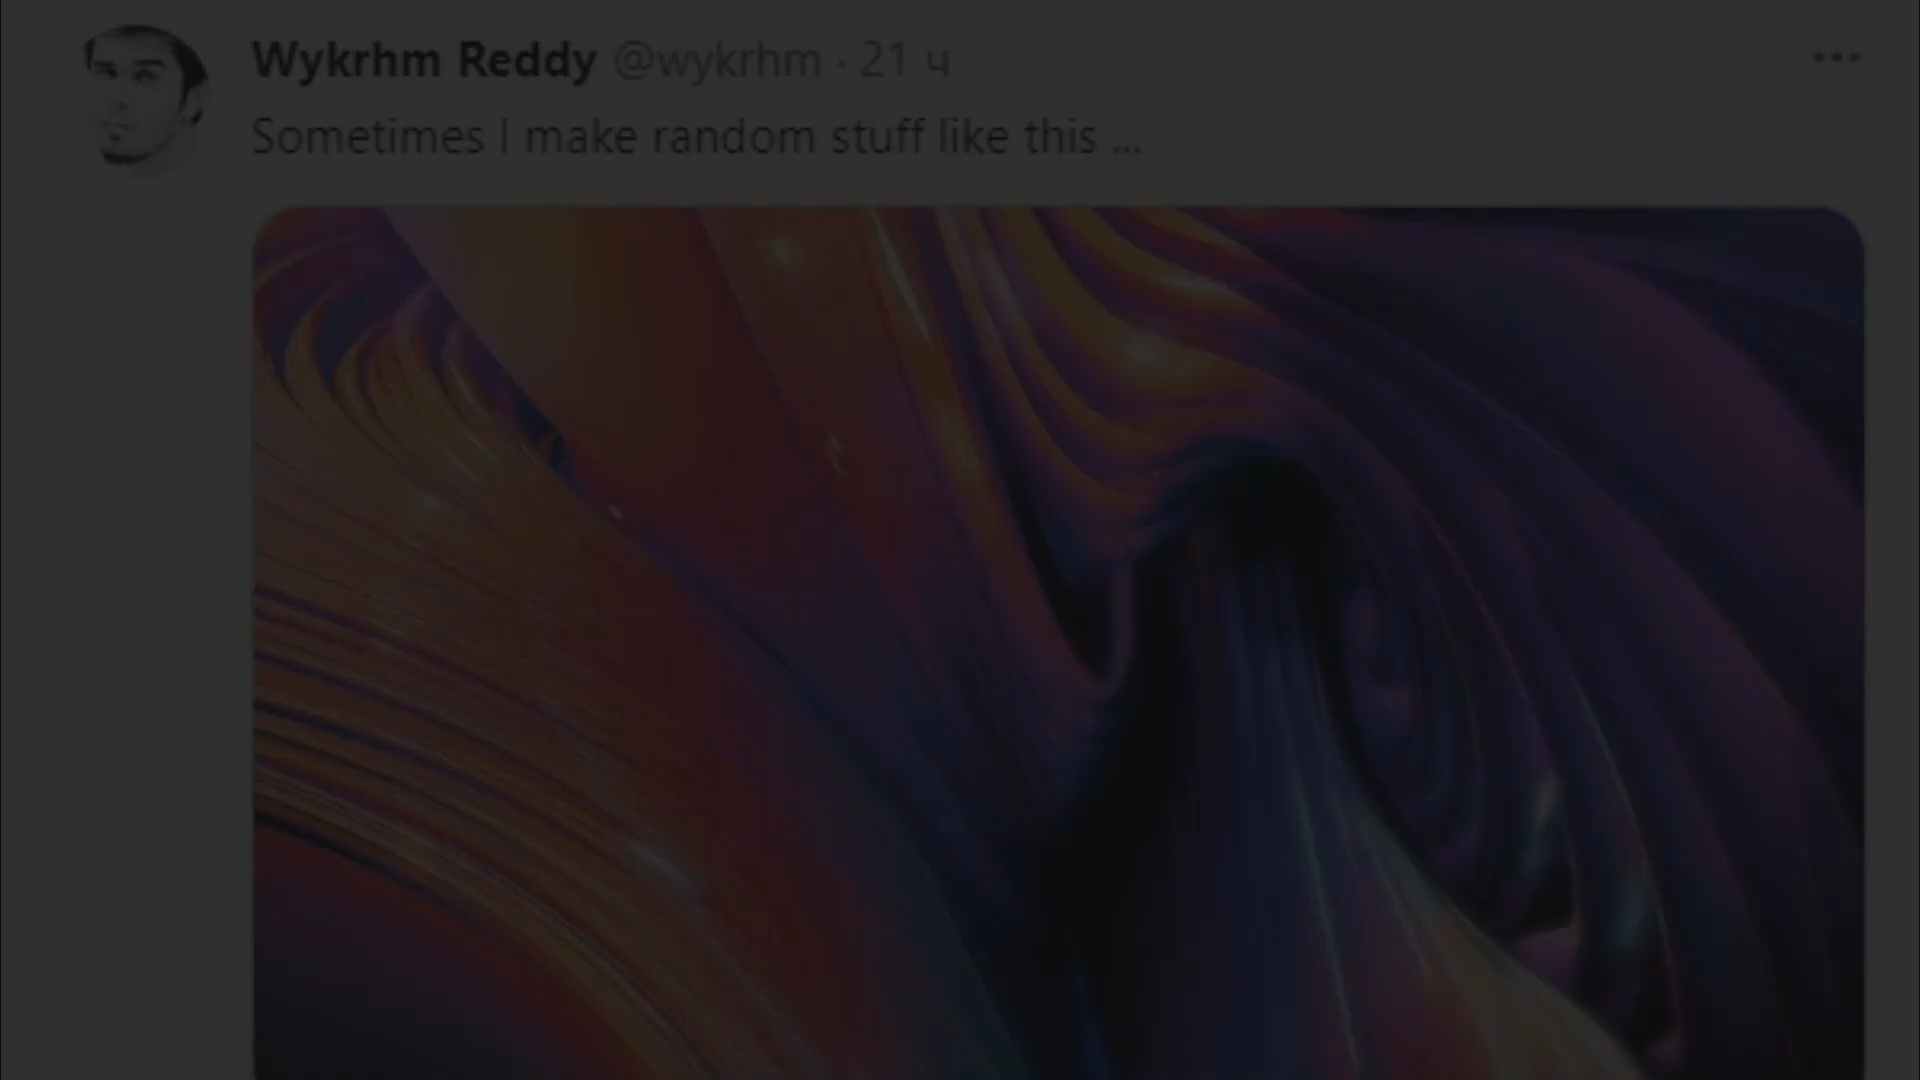 Wykrhm Reddy @wykrhm · 21 ч
Sometimes I make random stuff like this ...